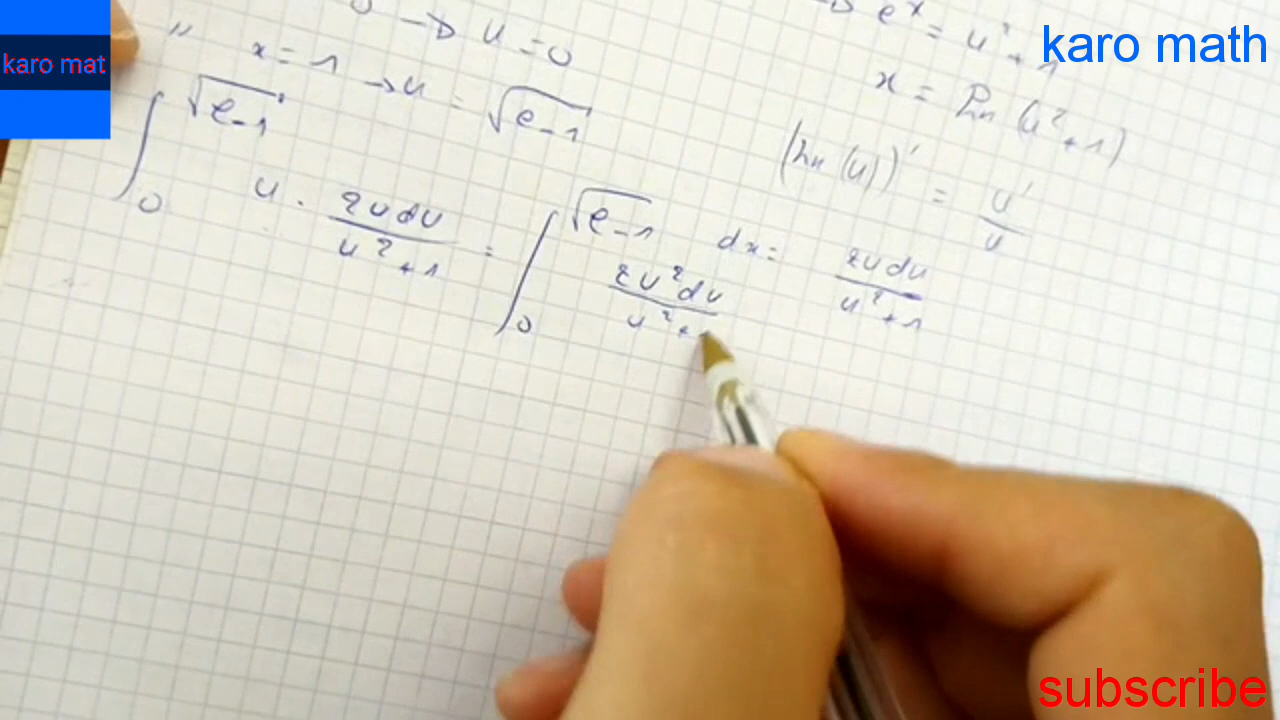 karo math
karo mat
→ u = 0
→ e^x = u² + 1
" x = 1 → u = √(e-1)
x = ln (u² + 1)
(ln (u))' = u'/u
∫₀^√(e-1) u · 2u du / (u² + 1) = ∫₀^√(e-1) 2u² du / (u² +
dx = 2u du / (u² + 1)
subscribe